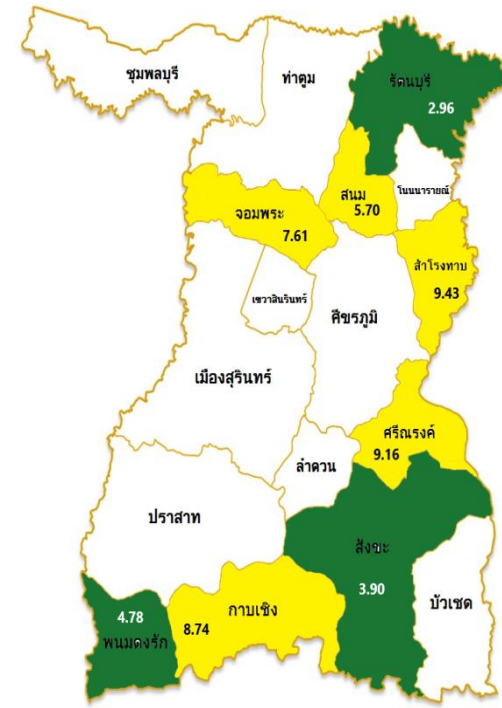 ชุมพลบุรี
ท่าตูม
รัตนบุรี
2.96
สนม
5.70
โนนนารายณ์
จอมพระ
7.61
สำโรงทาบ
9.43
เขวาสินรินทร์
ศีขรภูมิ
เมืองสุรินทร์
ศรีณรงค์
9.16
ลำดวน
ปราสาท
สังขะ
3.90
บัวเชด
กาบเชิง
8.74
4.78
พนมดงรัก